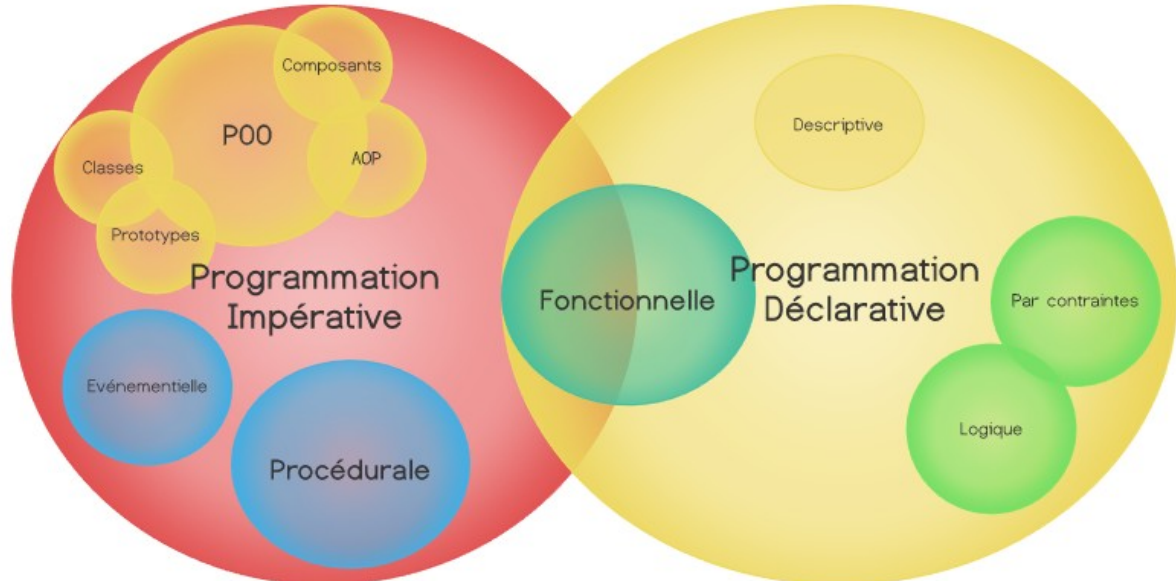 Composants
POO
AOP
Classes
Prototypes
Programmation
Impérative
Evénementielle
Procédurale
Fonctionnelle
Descriptive
Programmation
Déclarative
Par contraintes
Logique